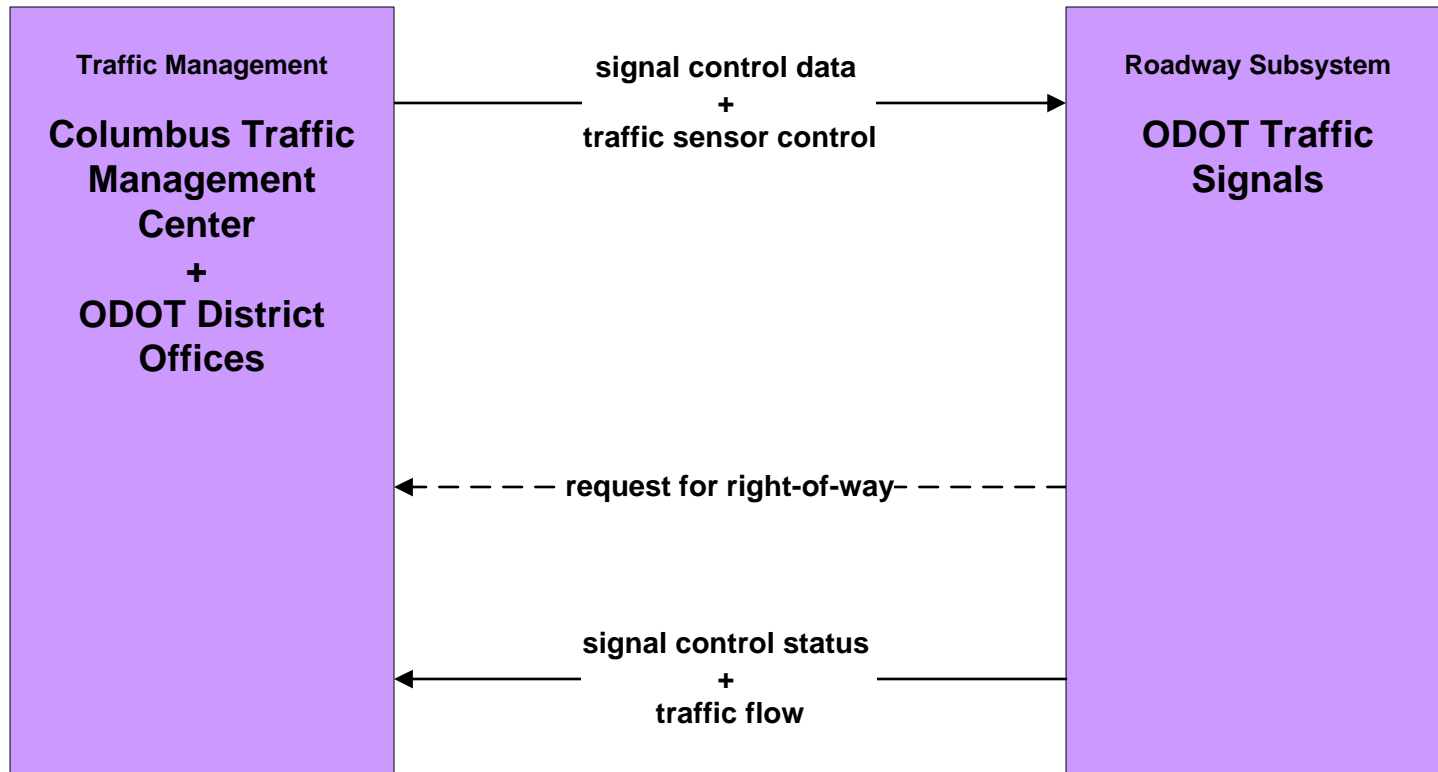 Traffic Management
Columbus Traffic
Management
Center
+
ODOT District
Offices
signal control data
+
traffic sensor control
Roadway Subsystem
ODOT Traffic
Signals
request for right-of-way
signal control status
+
traffic flow